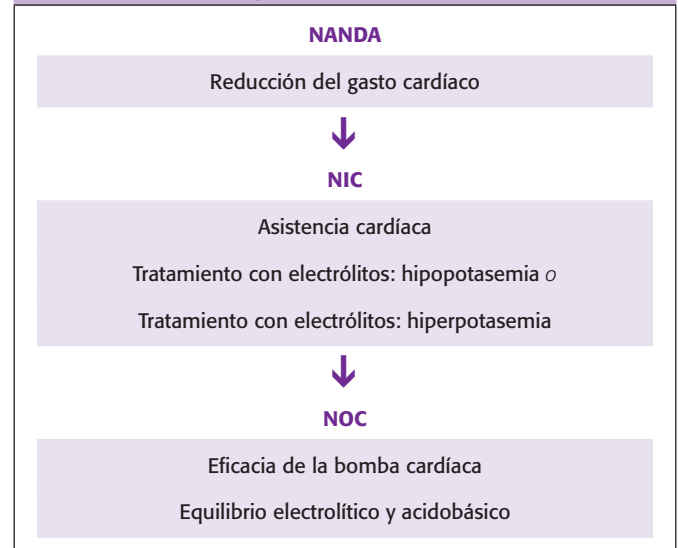 NANDA
Reducción del gasto cardíaco
NIC
Asistencia cardíaca
Tratamiento con electrólitos: hipopotasemia o
Tratamiento con electrólitos: hiperpotasemia
NOC
Eficacia de la bomba cardíaca
Equilibrio electrolítico y acidobásico